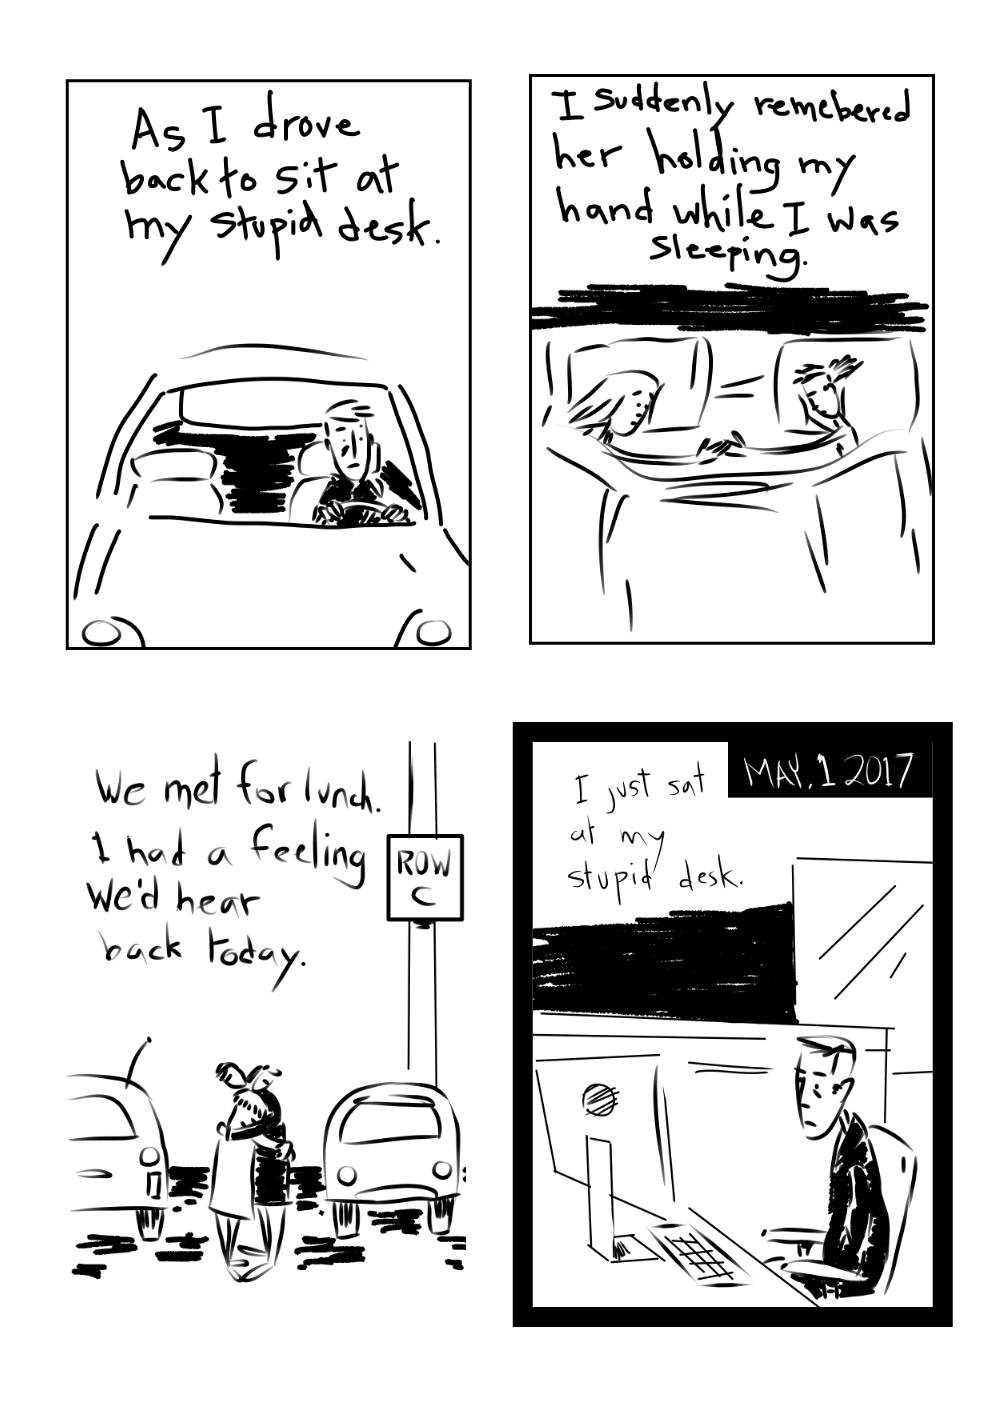 As I drove
back to sit at
my stupid desk.
I suddenly remebered
her holding my
hand while I was
sleeping.
We met for lunch.
I had a feeling
We'd hear
back today.
ROW
C
MAY, 1 2017
I just sat
at my
stupid desk.